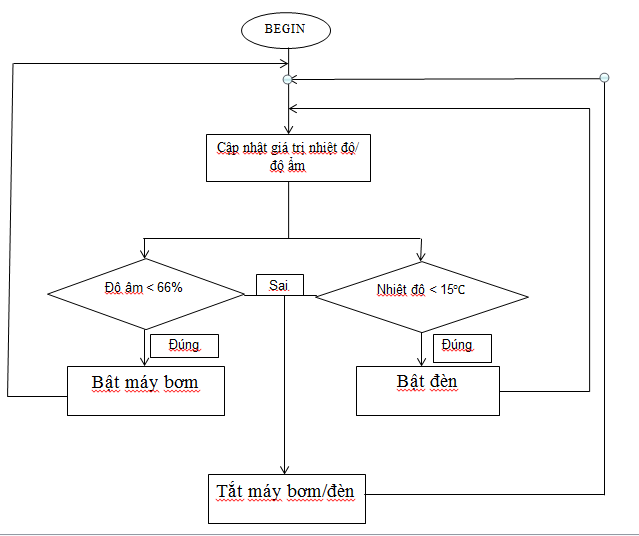 BEGIN
Cập nhật giá trị nhiệt độ/
độ ẩm
Độ âm < 66%
Sai
Nhiệt độ < 15°C
Đúng
Đúng
Bật máy bơm
Bật đèn
Tắt máy bơm/đèn